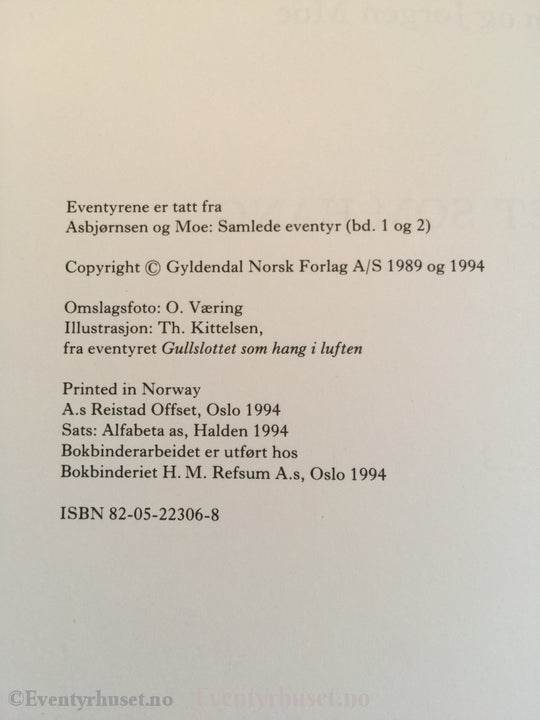 Eventyrene er tatt fra
Asbjørnsen og Moe: Samlede eventyr (bd. 1 og 2)
Copyright © Gyldendal Norsk Forlag A/S 1989 og 1994
Omslagsfoto: O. Væring
Illustrasjon: Th. Kittelsen,
fra eventyret Gullslottet som hang i luften
Printed in Norway
A.s Reistad Offset, Oslo 1994
Sats: Alfabeta as, Halden 1994
Bokbinderarbeidet er utført hos
Bokbinderiet H. M. Refsum A.s, Oslo 1994
ISBN 82-05-22306-8
©Eventyrhuset.no ©Eventyrhuset.no